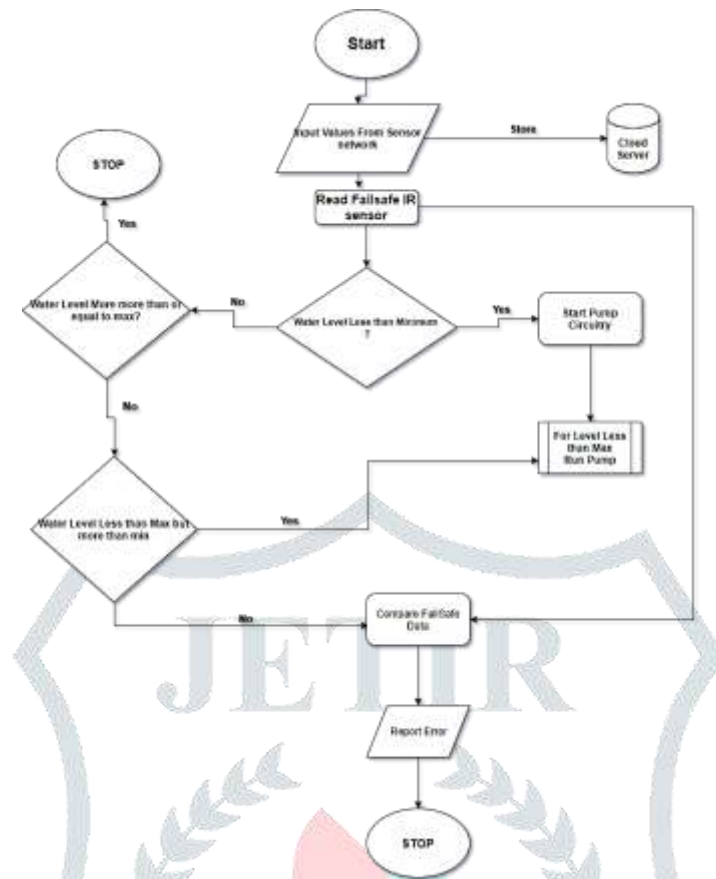 Start
Input Values From Sensor
network
Store
Cloud
Server
STOP
Read Failsafe IR
sensor
Yes
Water Level More more than or
equal to max?
No
Water Level Less than Minimum
?
Yes
Start Pump
Circuitry
No
For Level Less
than Max
Run Pump
Water Level Less than Max but
more than min
Yes
No
Compare FailSafe
Data
JETIR
Report Error
STOP